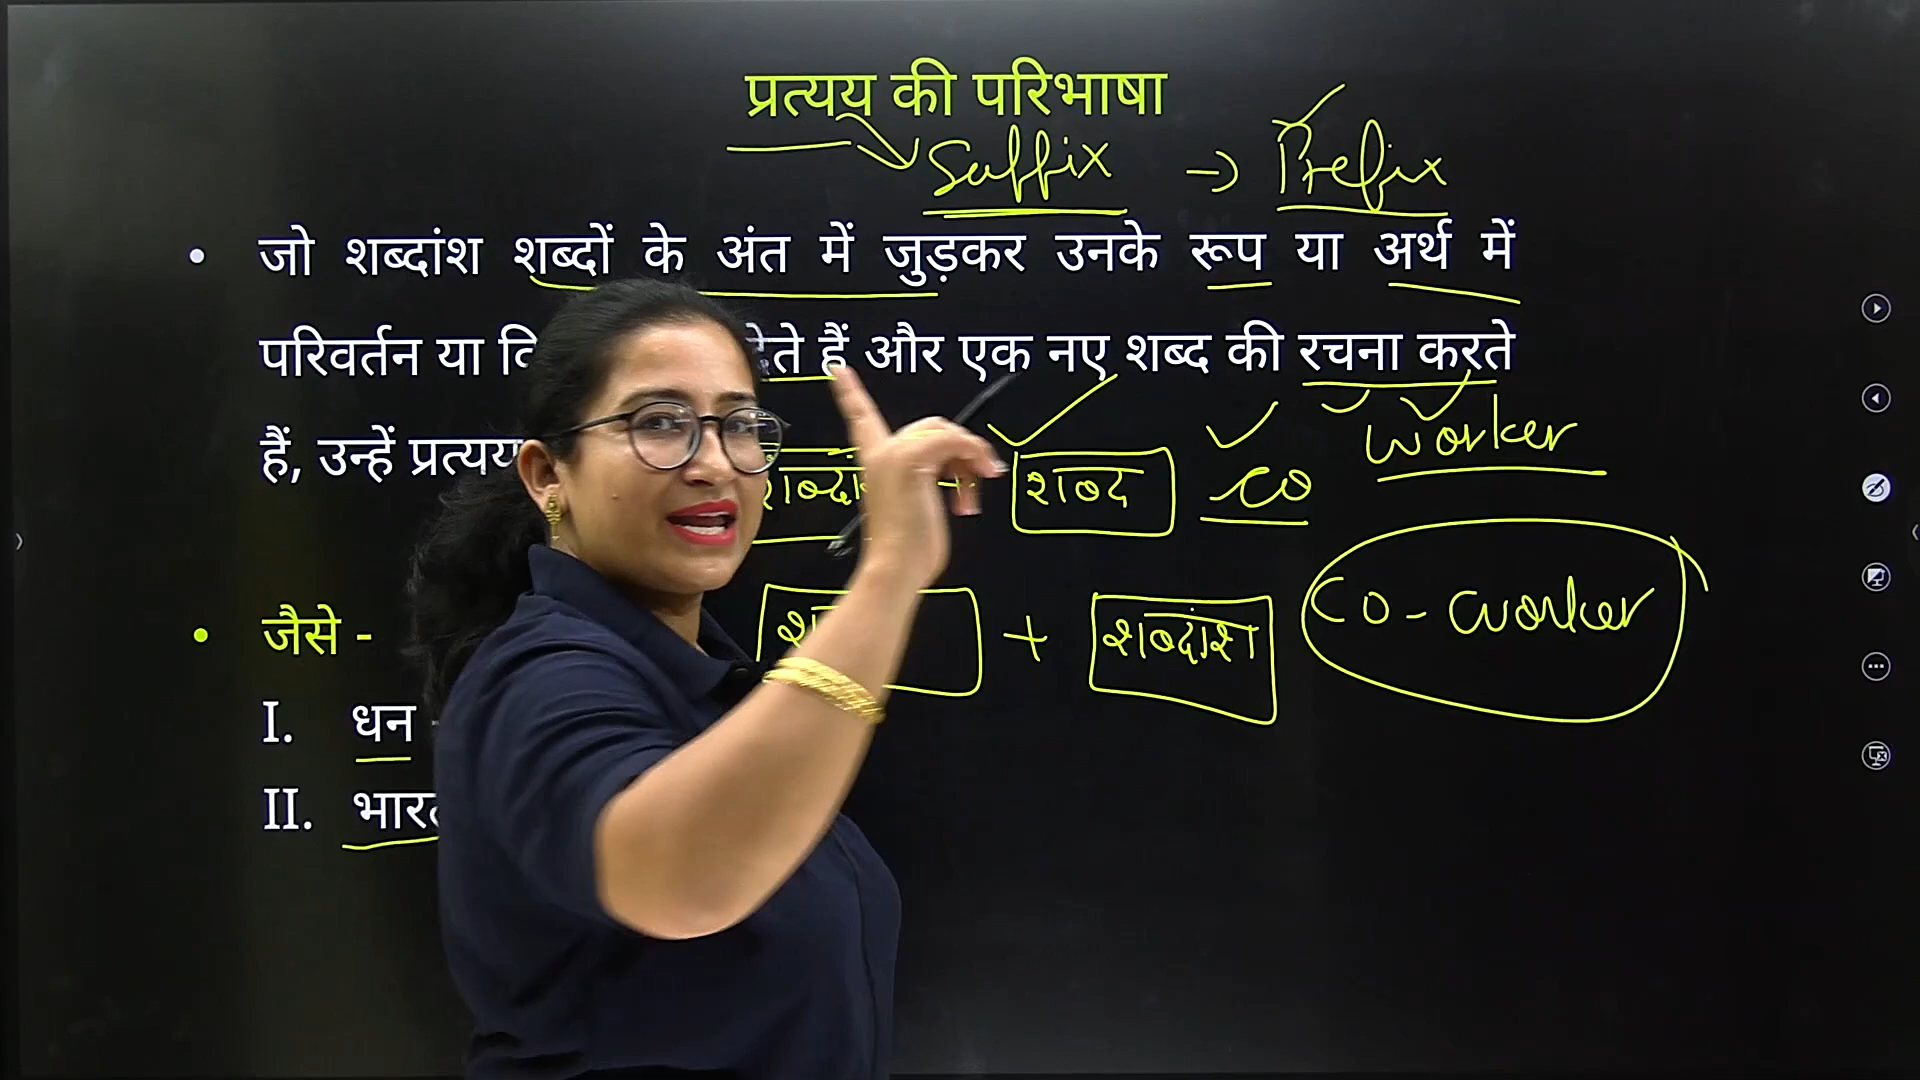 प्रत्यय की परिभाषा
Suffix → Prefix
• जो शब्दांश शब्दों के अंत में जुड़कर उनके रूप या अर्थ में
परिवर्तन या देते हैं और एक नए शब्द की रचना करते
हैं, उन्हें प्रत्यय
worker
+ शब्द co
+ शब्दांश co-worker
• जैसे -
I. धन
II.